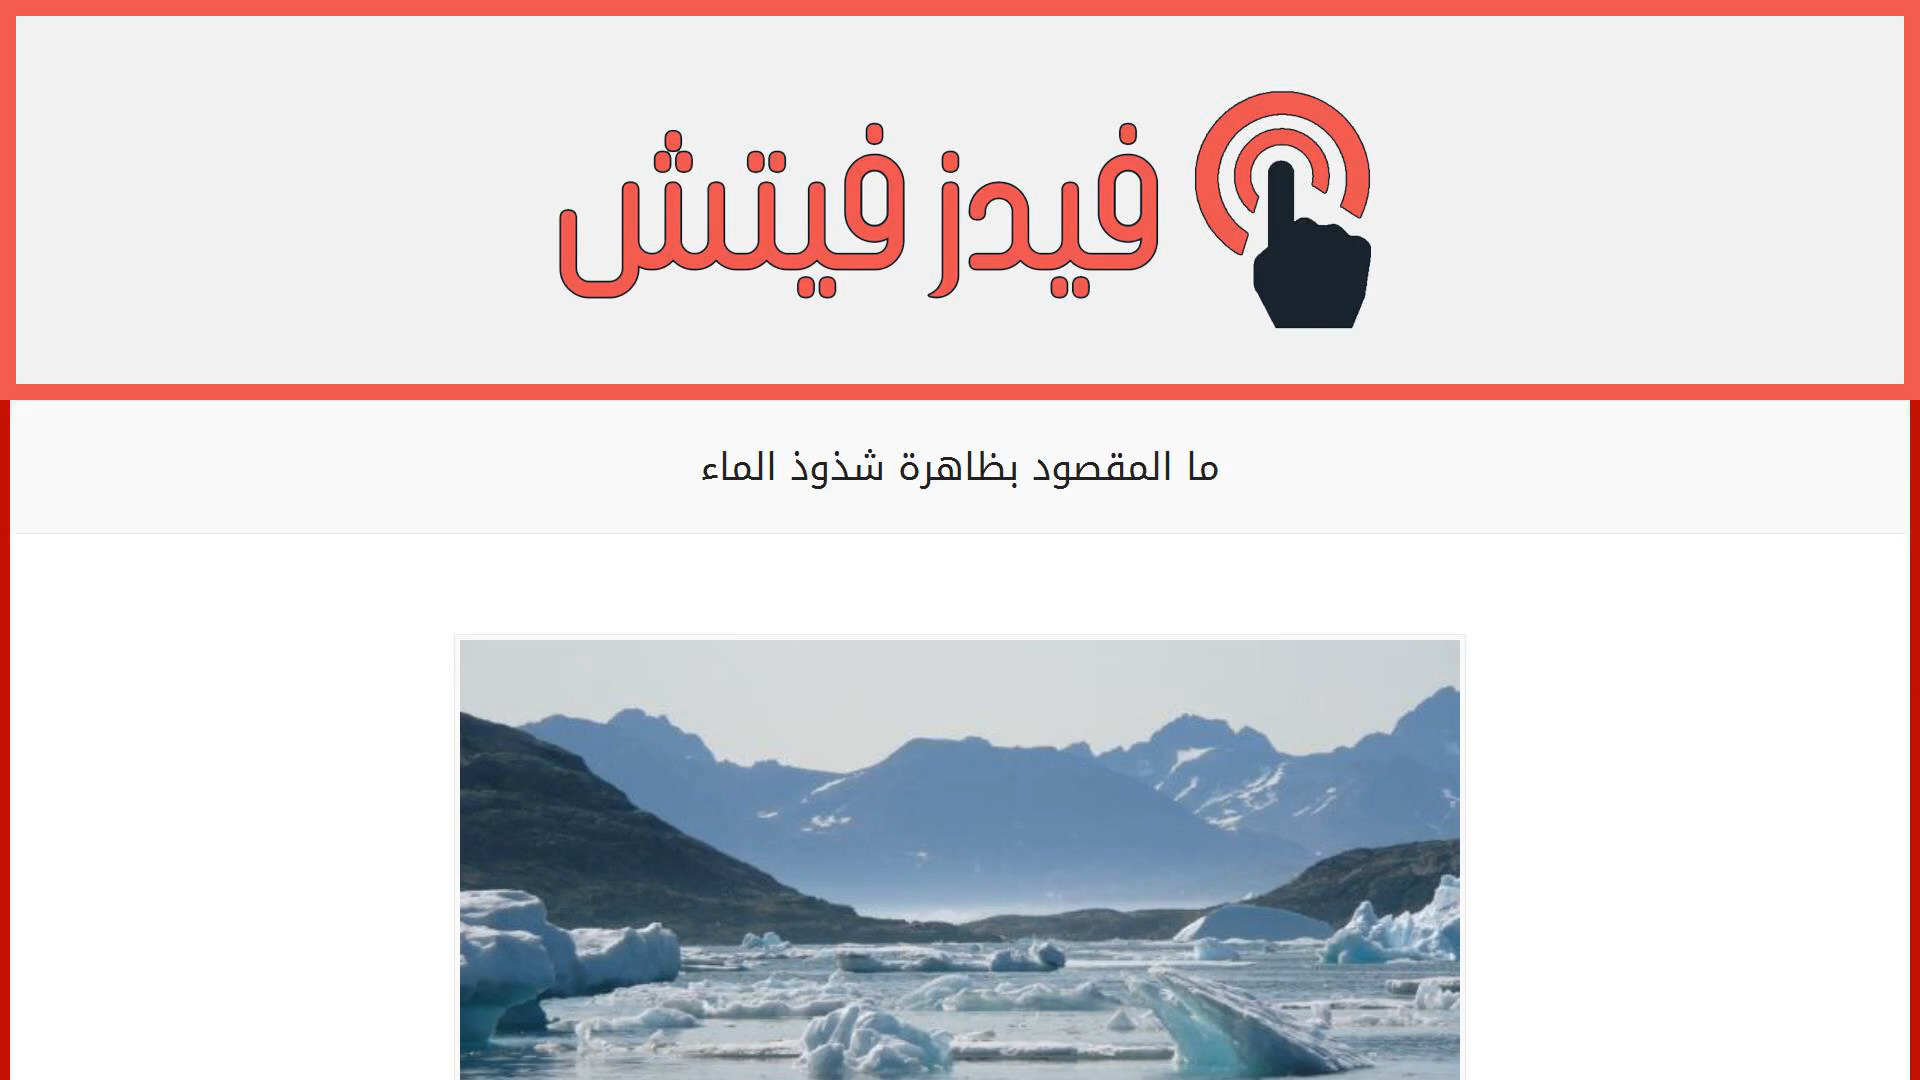 فيدز فيتش
ما المقصود بظاهرة شذوذ الماء